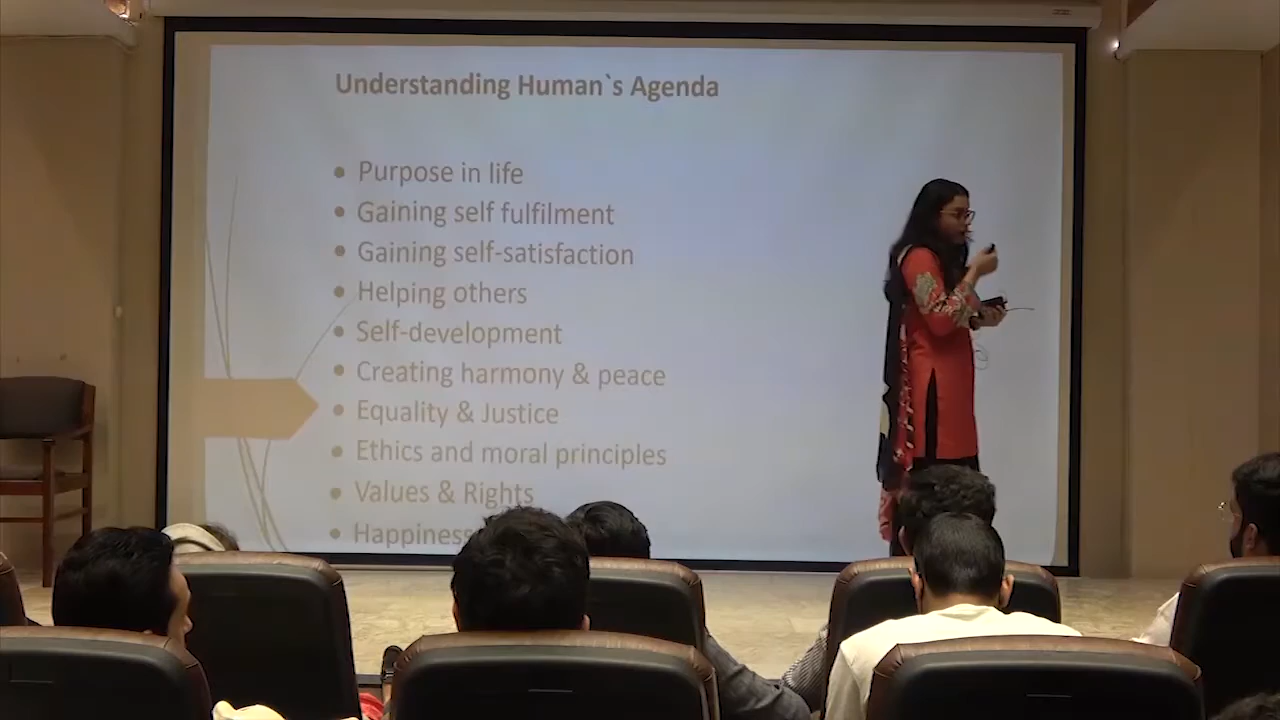 Understanding Human`s Agenda
• Purpose in life
• Gaining self fulfilment
• Gaining self-satisfaction
• Helping others
• Self-development
• Creating harmony & peace
• Equality & Justice
• Ethics and moral principles
• Values & Rights
• Happiness